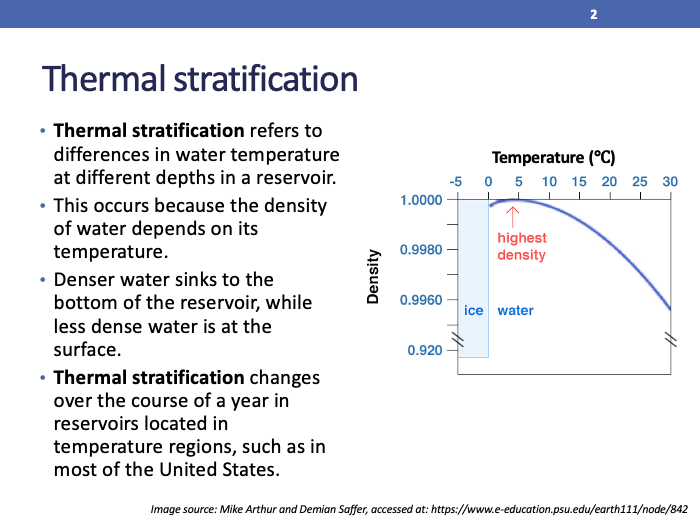 2
Thermal stratification
• Thermal stratification refers to
differences in water temperature
at different depths in a reservoir.
• This occurs because the density
of water depends on its
temperature.
• Denser water sinks to the
bottom of the reservoir, while
less dense water is at the
surface.
• Thermal stratification changes
over the course of a year in
reservoirs located in
temperature regions, such as in
most of the United States.
Temperature (°C)
-5 0 5 10 15 20 25 30
1.0000
0.9980
0.9960
0.920
Density
highest
density
ice water
Image source: Mike Arthur and Demian Saffer, accessed at: https://www.e-education.psu.edu/earth111/node/842